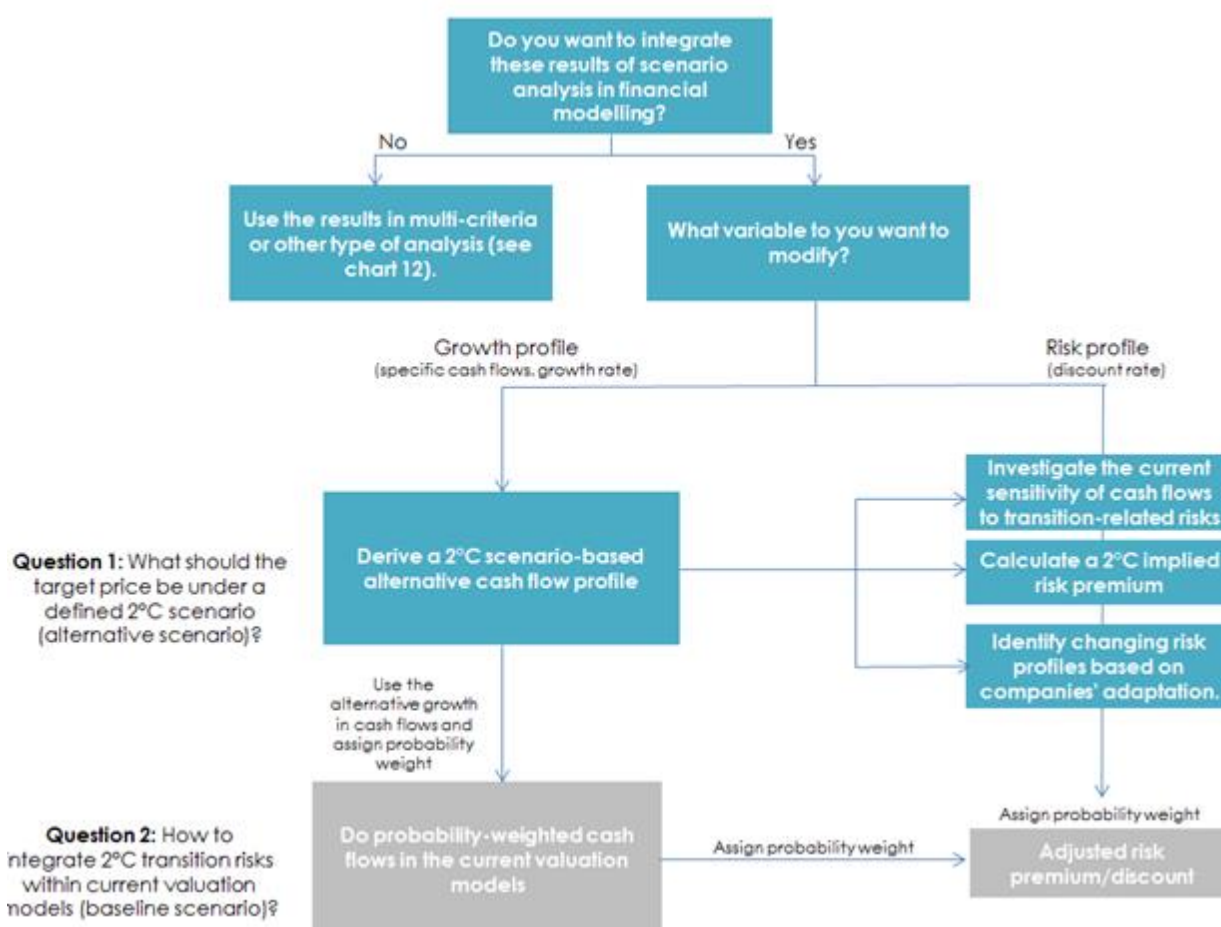 Do you want to integrate
these results of scenario
analysis in financial
modelling?
No
Yes
Use the results in multi-criteria
or other type of analysis (see
chart 12).
What variable to you want to
modify?
Growth profile
(specific cash flows, growth rate)
Risk profile
(discount rate)
Investigate the current
sensitivity of cash flows
to transition-related risks
Question 1: What should the
target price be under a
defined 2°C scenario
(alternative scenario)?
Derive a 2°C scenario-based
alternative cash flow profile
Calculate a 2°C implied
risk premium
Identify changing risk
profiles based on
companies' adaptation.
Use the
alternative growth
in cash flows and
assign probability
weight
Question 2: How to
integrate 2°C transition risks
within current valuation
models (baseline scenario)?
Do probability-weighted cash
flows in the current valuation
models
Assign probability weight
Assign probability weight
Adjusted risk
premium/discount